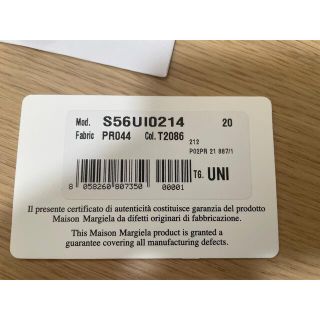 Mod. S56UI0214 20
Fabric PR044 Col. T2086
212
P02PR 21 887/1
8 058260 807350 00001
TG. UNI
Il presente certificato di autenticità costituisce garanzia del prodotto
Maison Margiela da difetti originari di fabbricazione.
This Maison Margiela product is granted a
guarantee covering all manufacturing defects.